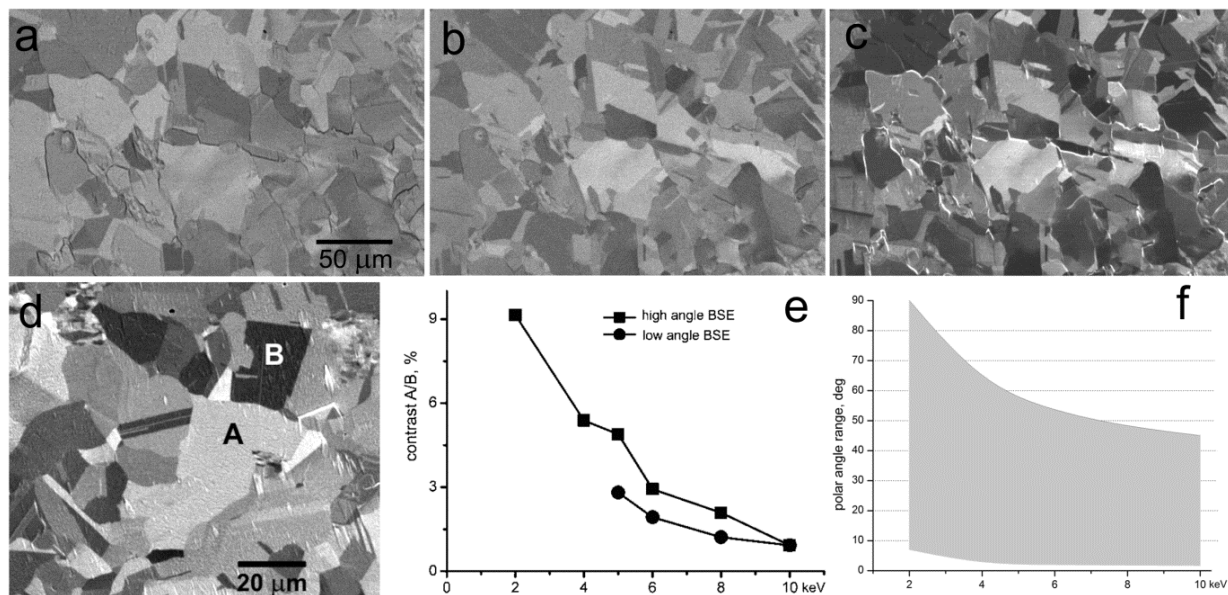 a
b
c
50 μm
d
B
A
20 μm
e
contrast A/B, %
9
6
3
0
high angle BSE
low angle BSE
0 2 4 6 8 10 keV
f
polar angle range, deg
90
80
70
60
50
40
30
20
10
0
2 4 6 8 10 keV